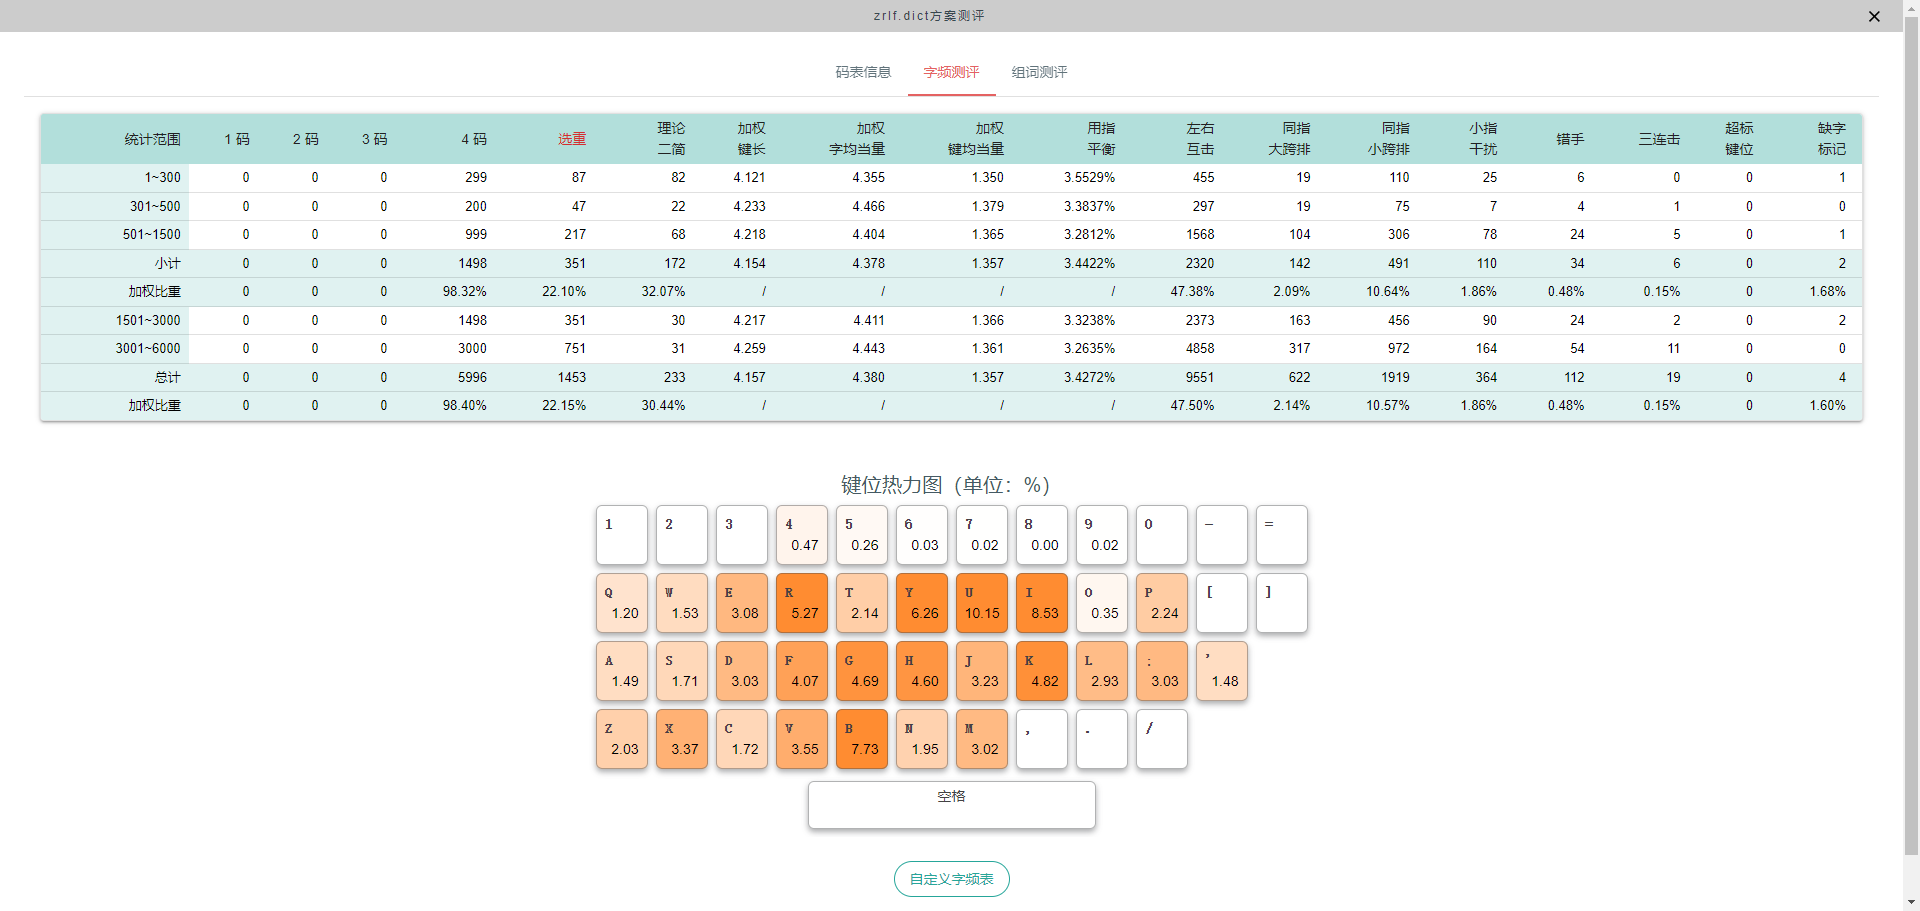 zrlf.dict方案测评
码表信息 字频测评 组词测评
统计范围 1 码 2 码 3 码 4 码 选重 理论二简 加权键长 加权字均当量 加权键均当量 用指平衡 左右互击 同指大跨排 同指小跨排 小指干扰 错手 三连击 超标键位 缺字标记
1~300 0 0 0 299 87 82 4.121 4.355 1.350 3.5529% 455 19 110 25 6 0 0 1
301~500 0 0 0 200 47 22 4.233 4.466 1.379 3.3837% 297 19 75 7 4 1 0 0
501~1500 0 0 0 999 217 68 4.218 4.404 1.365 3.2812% 1568 104 306 78 24 5 0 1
小计 0 0 0 1498 351 172 4.154 4.378 1.357 3.4422% 2320 142 491 110 34 6 0 2
加权比重 0 0 0 98.32% 22.10% 32.07% / / / / 47.38% 2.09% 10.64% 1.86% 0.48% 0.15% 0 1.68%
1501~3000 0 0 0 1498 351 30 4.217 4.411 1.366 3.3238% 2373 163 456 90 24 2 0 2
3001~6000 0 0 0 3000 751 31 4.259 4.443 1.361 3.2635% 4858 317 972 164 54 11 0 0
总计 0 0 0 5996 1453 233 4.157 4.380 1.357 3.4272% 9551 622 1919 364 112 19 0 4
加权比重 0 0 0 98.40% 22.15% 30.44% / / / / 47.50% 2.14% 10.57% 1.86% 0.48% 0.15% 0 1.60%
键位热力图（单位：%）
1 2 3 4 5 6 7 8 9 0 - =
0.47 0.26 0.03 0.02 0.00 0.02
Q W E R T Y U I O P [ ]
1.20 1.53 3.08 5.27 2.14 6.26 10.15 8.53 0.35 2.24
A S D F G H J K L ; '
1.49 1.71 3.03 4.07 4.69 4.60 3.23 4.82 2.93 3.03 1.48
Z X C V B N M , . /
2.03 3.37 1.72 3.55 7.73 1.95 3.02
空格
自定义字频表